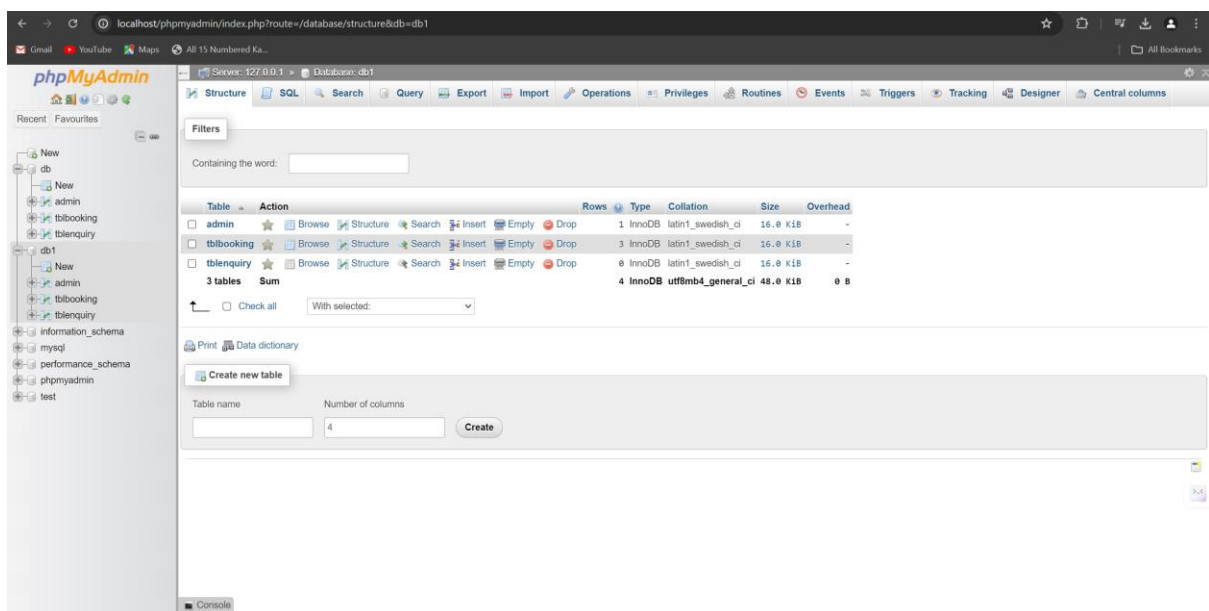 localhost/phpmyadmin/index.php?route=/database/structure&db=db1
Gmail YouTube Maps All 15 Numbered Ka... All Bookmarks
phpMyAdmin
Recent Favourites
New
db
New
admin
tblbooking
tblenquiry
db1
New
admin
tblbooking
tblenquiry
information_schema
mysql
performance_schema
phpmyadmin
test
Server: 127.0.0.1 » Database: db1
Structure SQL Search Query Export Import Operations Privileges Routines Events Triggers Tracking Designer Central columns
Filters
Containing the word:
Table Action Rows Type Collation Size Overhead
admin Browse Structure Search Insert Empty Drop 1 InnoDB latin1_swedish_ci 16.0 KiB -
tblbooking Browse Structure Search Insert Empty Drop 3 InnoDB latin1_swedish_ci 16.0 KiB -
tblenquiry Browse Structure Search Insert Empty Drop 0 InnoDB latin1_swedish_ci 16.0 KiB -
3 tables Sum 4 InnoDB utf8mb4_general_ci 48.0 KiB 0 B
Check all With selected:
Print Data dictionary
Create new table
Table name Number of columns
4 Create
Console